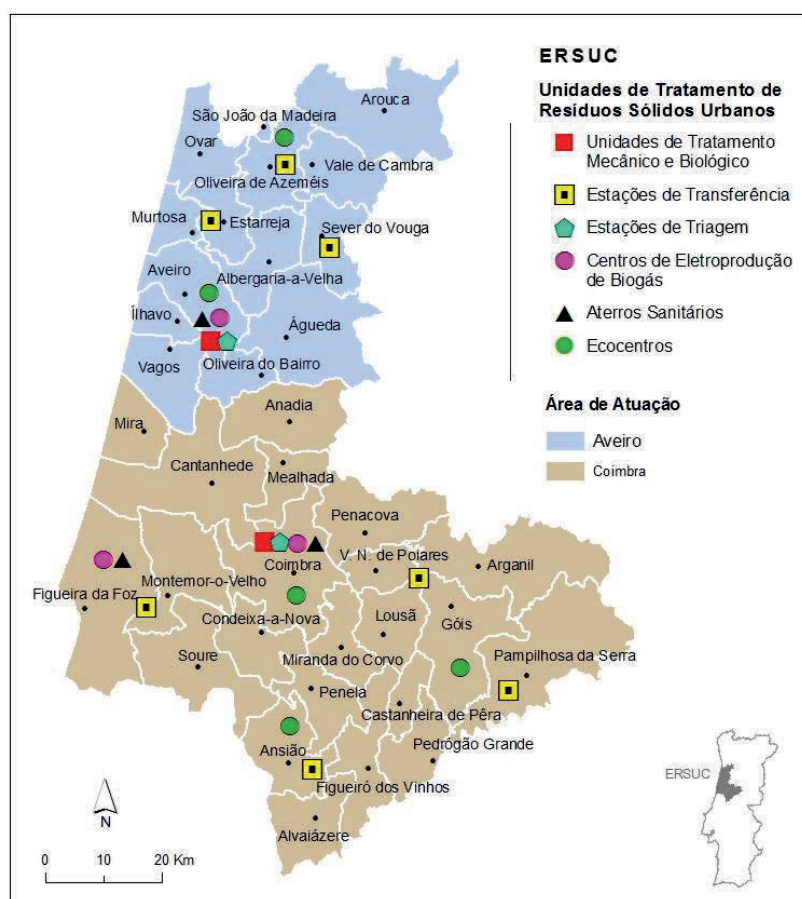 ERSUC
Unidades de Tratamento de
Resíduos Sólidos Urbanos
Unidades de Tratamento
Mecânico e Biológico
Estações de Transferência
Estações de Triagem
Centros de Eletroprodução
de Biogás
Aterros Sanitários
Ecocentros
Área de Atuação
Aveiro
Coimbra
Arouca
São João da Madeira
Ovar
Vale de Cambra
Oliveira de Azeméis
Murtosa
Estarreja
Sever do Vouga
Aveiro
Albergaria-a-Velha
Ílhavo
Águeda
Vagos
Oliveira do Bairro
Anadia
Mira
Cantanhede
Mealhada
Penacova
V. N. de Poiares
Arganil
Coimbra
Montemor-o-Velho
Figueira da Foz
Condeixa-a-Nova
Lousã
Góis
Soure
Miranda do Corvo
Pampilhosa da Serra
Penela
Castanheira de Pêra
Ansião
Pedrógão Grande
Figueiró dos Vinhos
Alvaiázere
ERSUC
N
0 10 20 Km